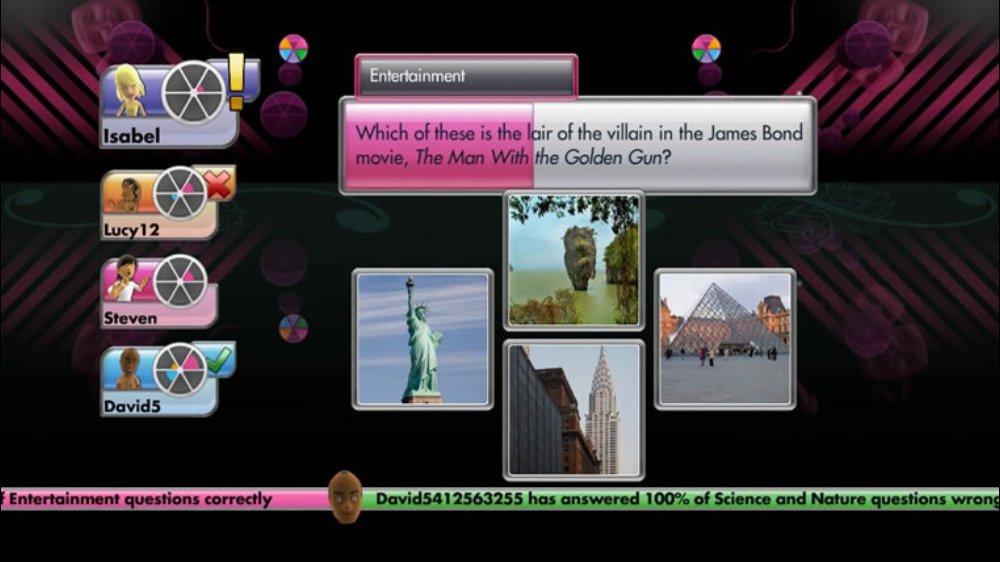 Isabel
Lucy12
Steven
David5
Entertainment
Which of these is the lair of the villain in the James Bond
movie, The Man With the Golden Gun?
f Entertainment questions correctly
David5412563255 has answered 100% of Science and Nature questions wrong